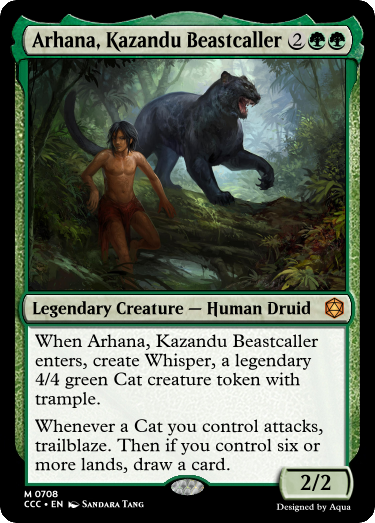 Arhana, Kazandu Beastcaller 2
Legendary Creature — Human Druid
When Arhana, Kazandu Beastcaller
enters, create Whisper, a legendary
4/4 green Cat creature token with
trample.
Whenever a Cat you control attacks,
trailblaze. Then if you control six or
more lands, draw a card.
2/2
M 0708
CCC • EN Sandara Tang
Designed by Aqua